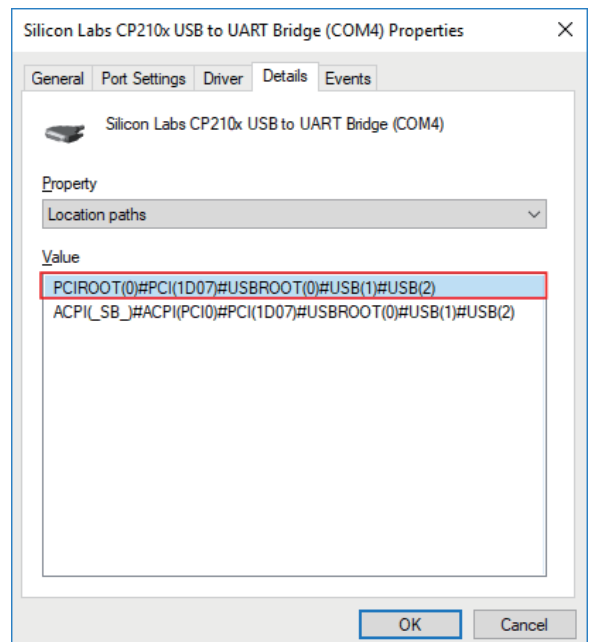 Silicon Labs CP210x USB to UART Bridge (COM4) Properties
General Port Settings Driver Details Events
Silicon Labs CP210x USB to UART Bridge (COM4)
Property
Location paths
Value
PCIROOT(0)#PCI(1D07)#USBROOT(0)#USB(1)#USB(2)
ACPI(_SB_)#ACPI(PCI0)#PCI(1D07)#USBROOT(0)#USB(1)#USB(2)
OK Cancel